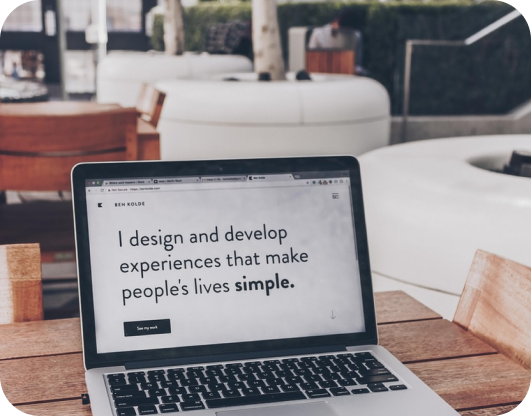 BEN KOLDE
I design and develop
experiences that make
people's lives simple.
See my work